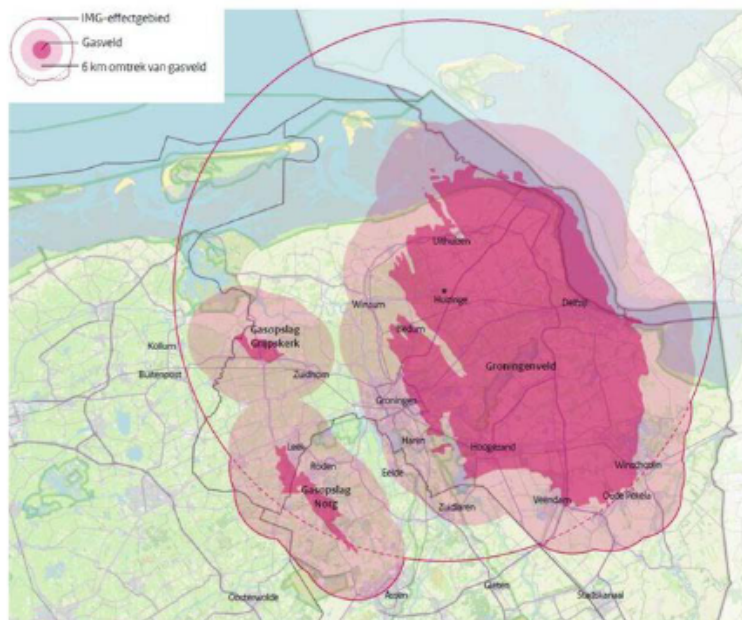 IMG-effectgebied
Gasveld
6 km omtrek van gasveld
Uithuizen
Winsum
Huizinge
Delfzijl
Bedum
Gasopslag
Grijpskerk
Kollum
Buitenpost
Zuidhorn
Groningenveld
Groningen
Haren
Hoogezand
Leek
Roden
Eelde
Gasopslag
Norg
Winschoten
Oude Pekela
Veendam
Zuidlaren
Gieten
Oosterwolde
Assen
Stadskanaal